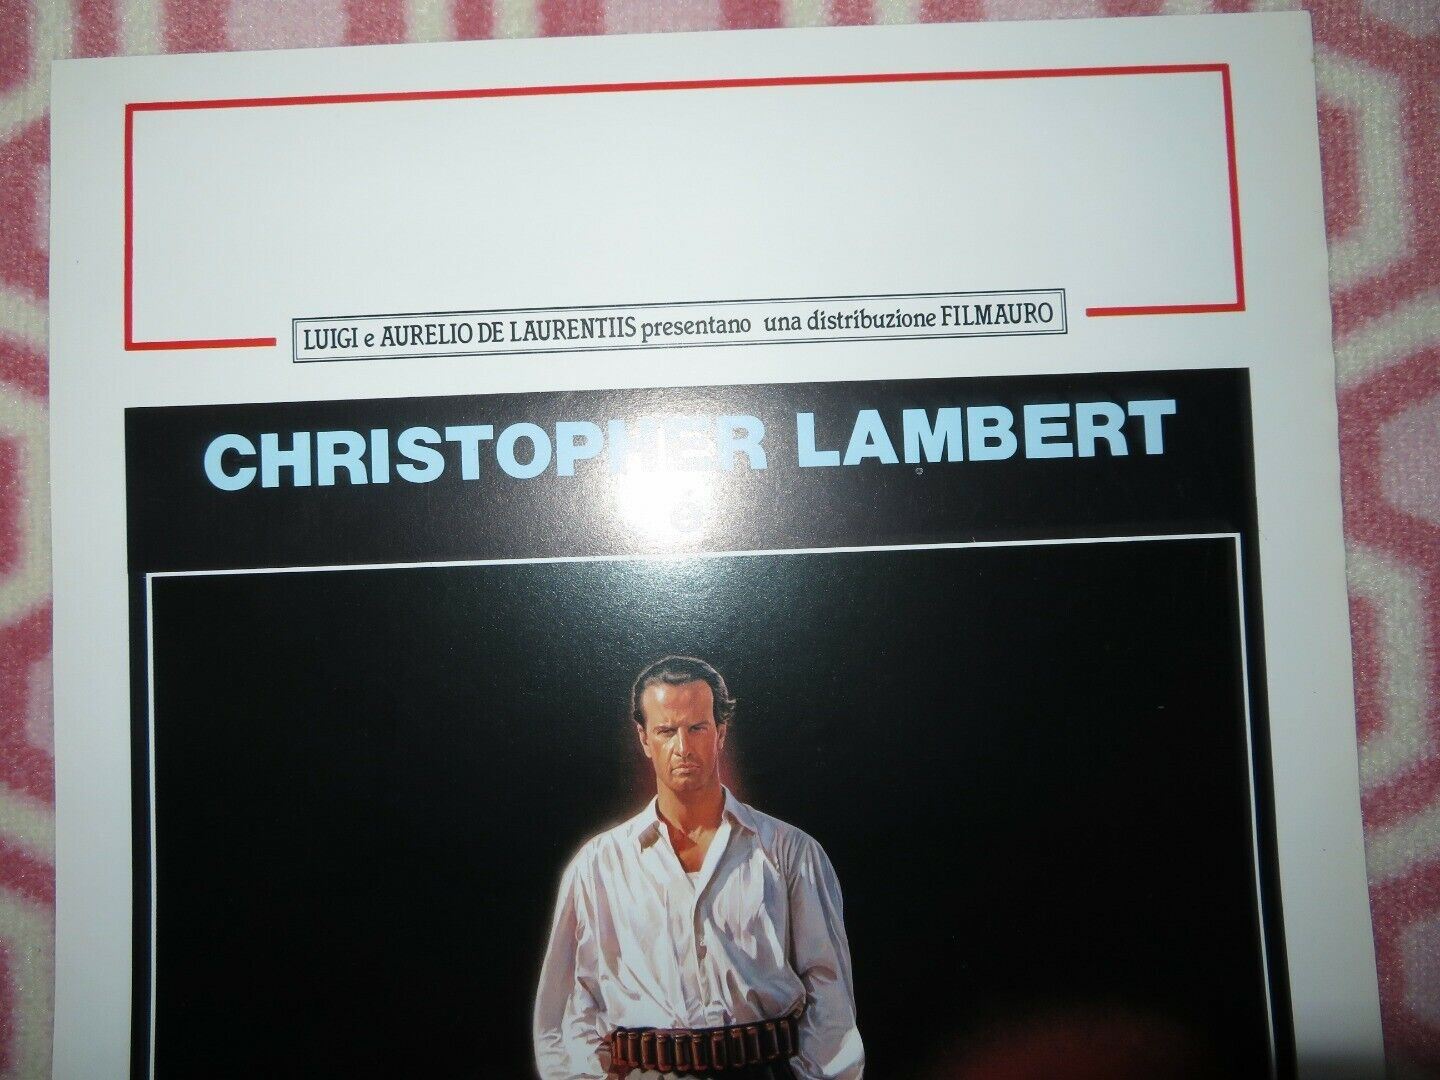 LUIGI e AURELIO DE LAURENTIIS presentano una distribuzione FILMAURO
CHRISTOPHER LAMBERT
é